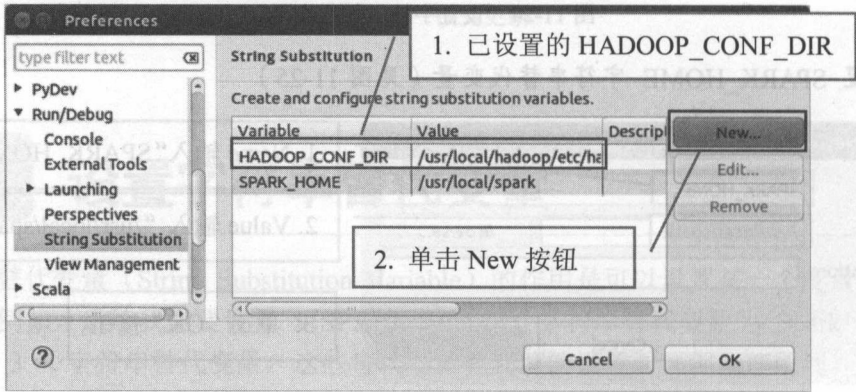 Preferences
type filter text
String Substitution
1. 已设置的 HADOOP_CONF_DIR
PyDev
Run/Debug
Console
External Tools
Launching
Perspectives
String Substitution
View Management
Scala
Create and configure string substitution variables.
Variable Value Descript
HADOOP_CONF_DIR /usr/local/hadoop/etc/ha
SPARK_HOME /usr/local/spark
New...
Edit...
Remove
2. 单击 New 按钮
Cancel OK